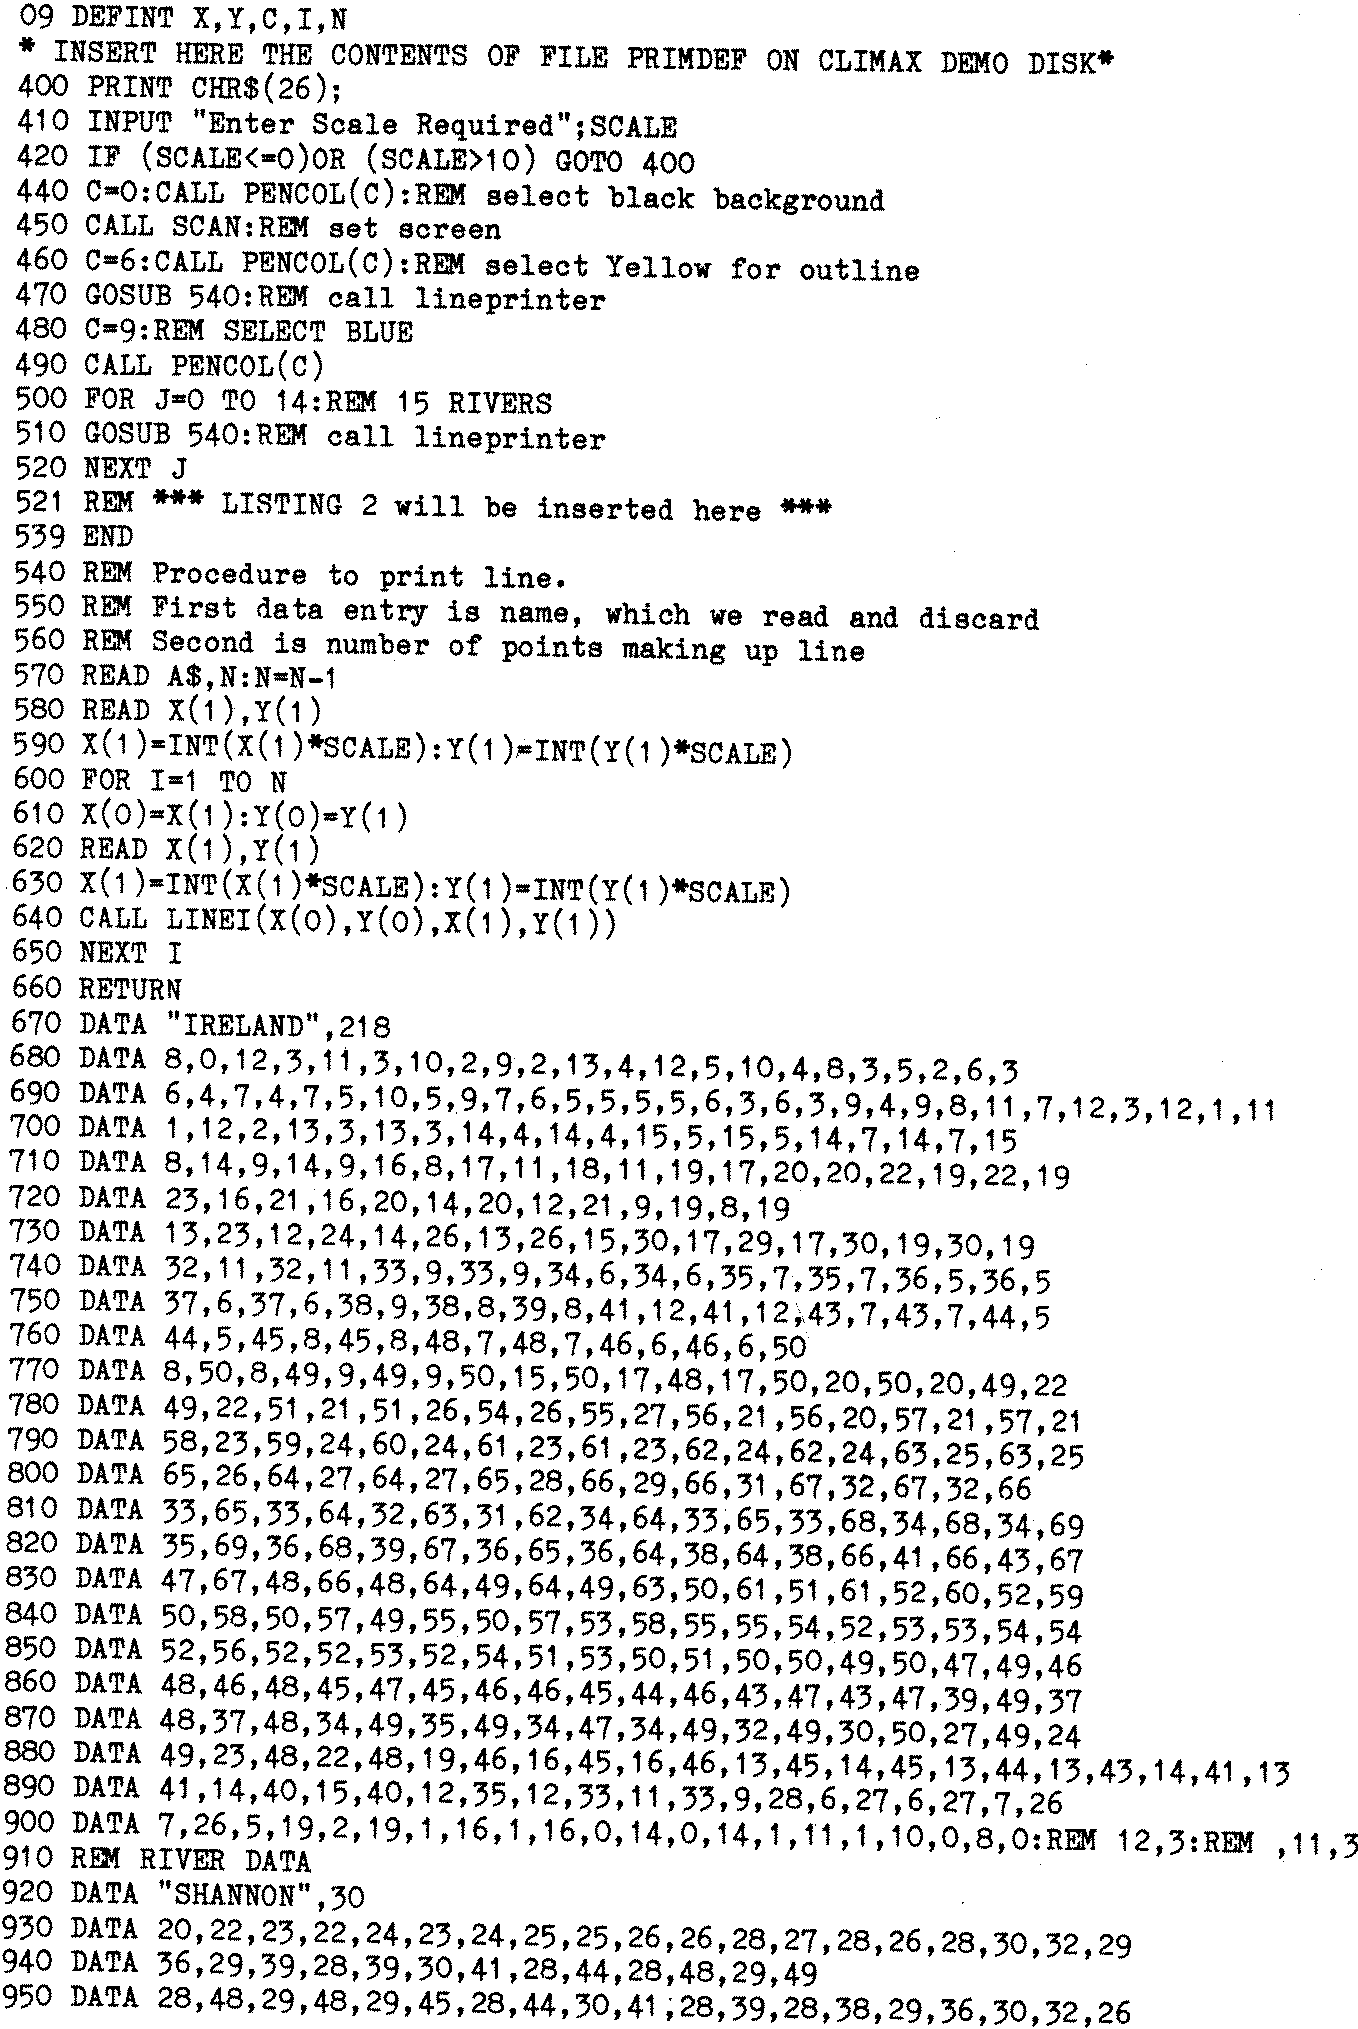 09 DEFINT X,Y,C,I,N
* INSERT HERE THE CONTENTS OF FILE PRIMDEF ON CLIMAX DEMO DISK*
400 PRINT CHR$(26);
410 INPUT "Enter Scale Required";SCALE
420 IF (SCALE<=0)OR (SCALE>10) GOTO 400
440 C=0:CALL PENCOL(C):REM select black background
450 CALL SCAN:REM set screen
460 C=6:CALL PENCOL(C):REM select Yellow for outline
470 GOSUB 540:REM call lineprinter
480 C=9:REM SELECT BLUE
490 CALL PENCOL(C)
500 FOR J=0 TO 14:REM 15 RIVERS
510 GOSUB 540:REM call lineprinter
520 NEXT J
521 REM *** LISTING 2 will be inserted here ***
539 END
540 REM Procedure to print line.
550 REM First data entry is name, which we read and discard
560 REM Second is number of points making up line
570 READ A$,N:N=N-1
580 READ X(1),Y(1)
590 X(1)=INT(X(1)*SCALE):Y(1)=INT(Y(1)*SCALE)
600 FOR I=1 TO N
610 X(0)=X(1):Y(0)=Y(1)
620 READ X(1),Y(1)
630 X(1)=INT(X(1)*SCALE):Y(1)=INT(Y(1)*SCALE)
640 CALL LINEI(X(0),Y(0),X(1),Y(1))
650 NEXT I
660 RETURN
670 DATA "IRELAND",218
680 DATA 8,0,12,3,11,3,10,2,9,2,13,4,12,5,10,4,8,3,5,2,6,3
690 DATA 6,4,7,4,7,5,10,5,9,7,6,5,5,5,5,6,3,6,3,9,4,9,8,11,7,12,3,12,1,11
700 DATA 1,12,2,13,3,13,3,14,4,14,4,15,5,15,5,14,7,14,7,15
710 DATA 8,14,9,14,9,16,8,17,11,18,11,19,17,20,20,22,19,22,19
720 DATA 23,16,21,16,20,14,20,12,21,9,19,8,19
730 DATA 13,23,12,24,14,26,13,26,15,30,17,29,17,30,19,30,19
740 DATA 32,11,32,11,33,9,33,9,34,6,34,6,35,7,35,7,36,5,36,5
750 DATA 37,6,37,6,38,9,38,8,39,8,41,12,41,12,43,7,43,7,44,5
760 DATA 44,5,45,8,45,8,48,7,48,7,46,6,46,6,50
770 DATA 8,50,8,49,9,49,9,50,15,50,17,48,17,50,20,50,20,49,22
780 DATA 49,22,51,21,51,26,54,26,55,27,56,21,56,20,57,21,57,21
790 DATA 58,23,59,24,60,24,61,23,61,23,62,24,62,24,63,25,63,25
800 DATA 65,26,64,27,64,27,65,28,66,29,66,31,67,32,67,32,66
810 DATA 33,65,33,64,32,63,31,62,34,64,33,65,33,68,34,68,34,69
820 DATA 35,69,36,68,39,67,36,65,36,64,38,64,38,66,41,66,43,67
830 DATA 47,67,48,66,48,64,49,64,49,63,50,61,51,61,52,60,52,59
840 DATA 50,58,50,57,49,55,50,57,53,58,55,55,54,52,53,53,54,54
850 DATA 52,56,52,52,53,52,54,51,53,50,51,50,50,49,50,47,49,46
860 DATA 48,46,48,45,47,45,46,46,45,44,46,43,47,43,47,39,49,37
870 DATA 48,37,48,34,49,35,49,34,47,34,49,32,49,30,50,27,49,24
880 DATA 49,23,48,22,48,19,46,16,45,16,46,13,45,14,45,13,44,13,43,14,41,13
890 DATA 41,14,40,15,40,12,35,12,33,11,33,9,28,6,27,6,27,7,26
900 DATA 7,26,5,19,2,19,1,16,1,16,0,14,0,14,1,11,1,10,0,8,0:REM 12,3:REM ,11,3
910 REM RIVER DATA
920 DATA "SHANNON",30
930 DATA 20,22,23,22,24,23,24,25,25,26,26,28,27,28,26,28,30,32,29
940 DATA 36,29,39,28,39,30,41,28,44,28,48,29,49
950 DATA 28,48,29,48,29,45,28,44,30,41;28,39,28,38,29,36,30,32,26